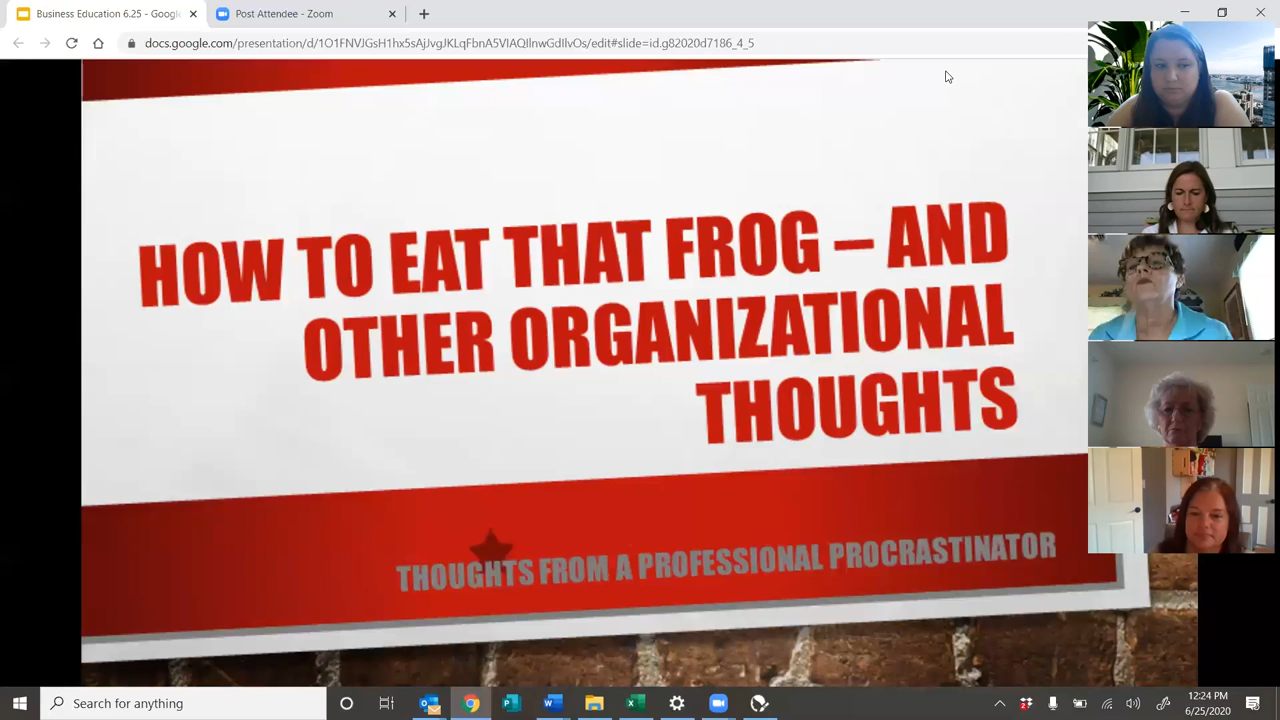 Business Education 6.25 - Google
Post Attendee - Zoom
docs.google.com/presentation/d/1O1FNVJGsH1hx5sAjJvgJKLqFbnA5VIAQIlnwGdIlvOs/edit#slide=id.g82020d7186_4_5
HOW TO EAT THAT FROG – AND
OTHER ORGANIZATIONAL
THOUGHTS
THOUGHTS FROM A PROFESSIONAL PROCRASTINATOR
Search for anything
12:24 PM
6/25/2020